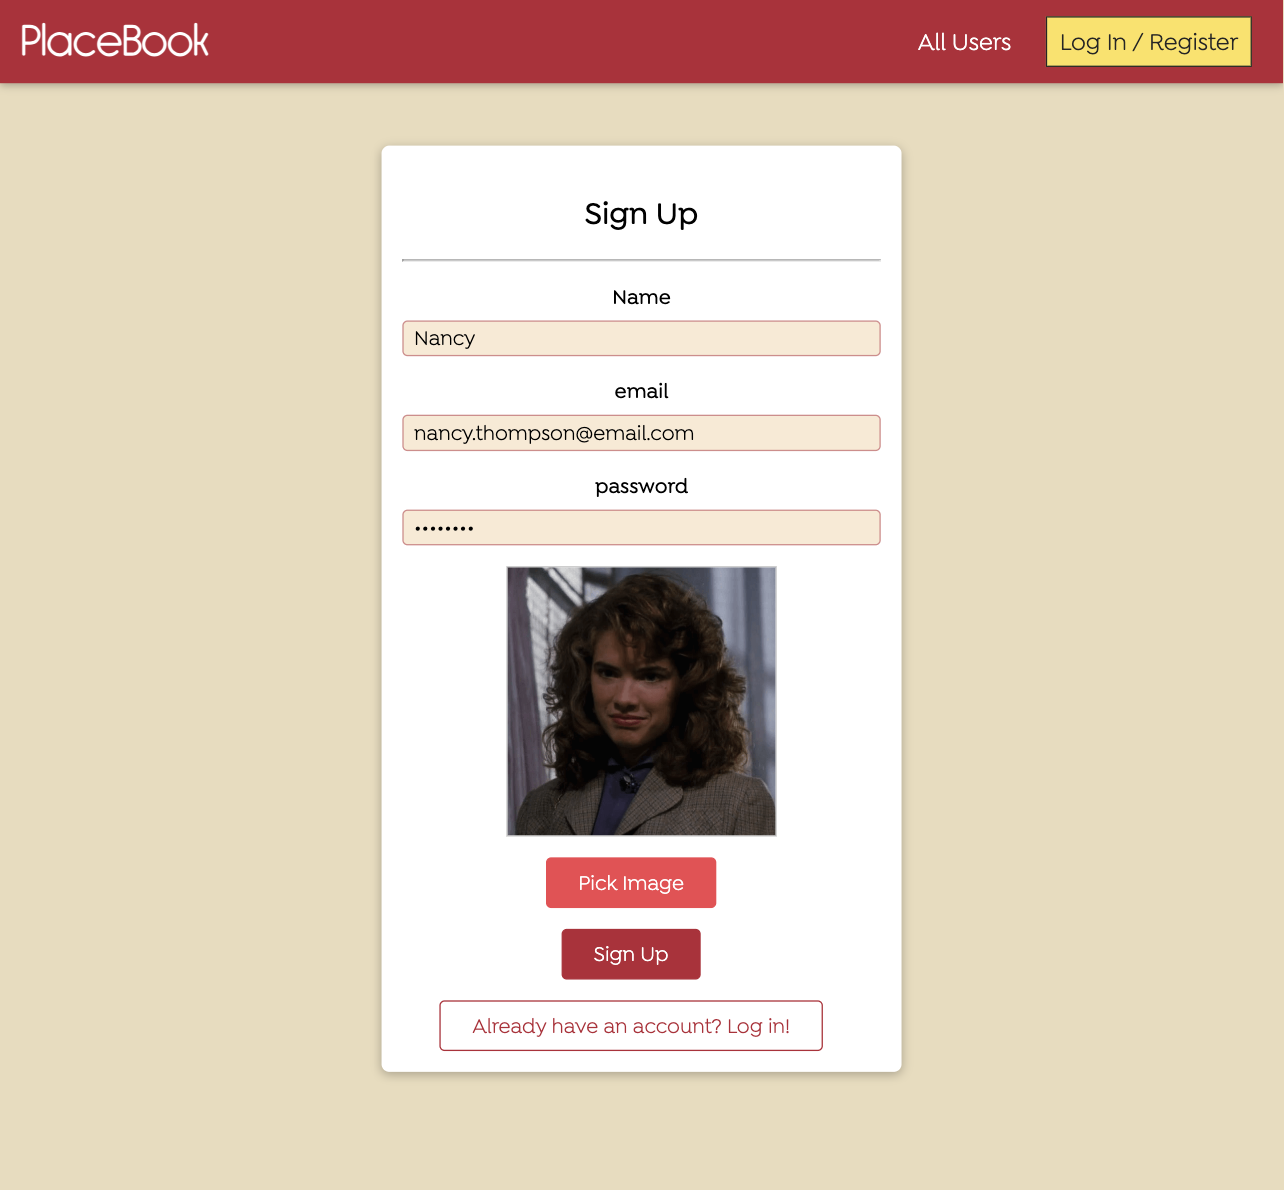 PlaceBook
All Users
Log In / Register
Sign Up
Name
Nancy
email
nancy.thompson@email.com
password
••••••••
Pick Image
Sign Up
Already have an account? Log in!